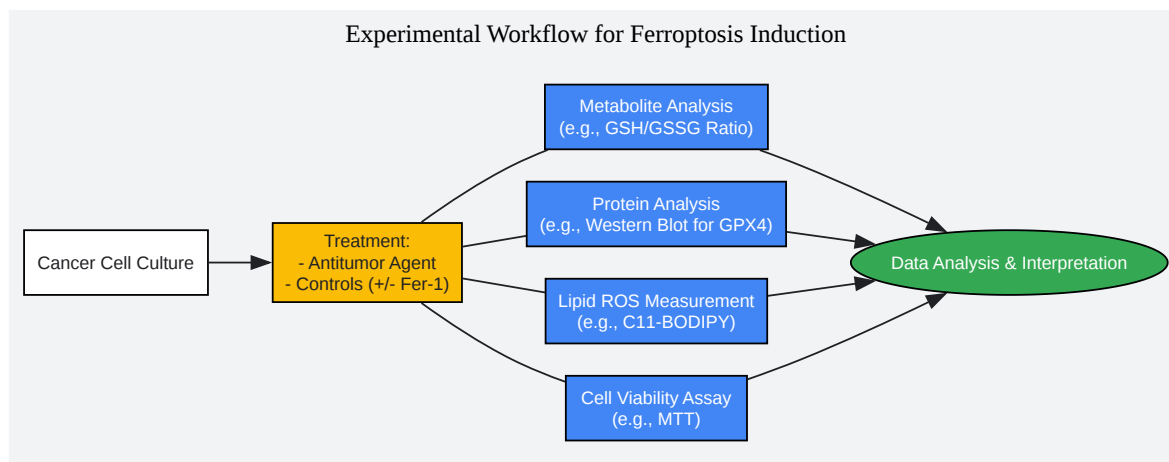 Experimental Workflow for Ferroptosis Induction
Cancer Cell Culture
Treatment:
- Antitumor Agent
- Controls (+/- Fer-1)
Metabolite Analysis
(e.g., GSH/GSSG Ratio)
Protein Analysis
(e.g., Western Blot for GPX4)
Lipid ROS Measurement
(e.g., C11-BODIPY)
Cell Viability Assay
(e.g., MTT)
Data Analysis & Interpretation